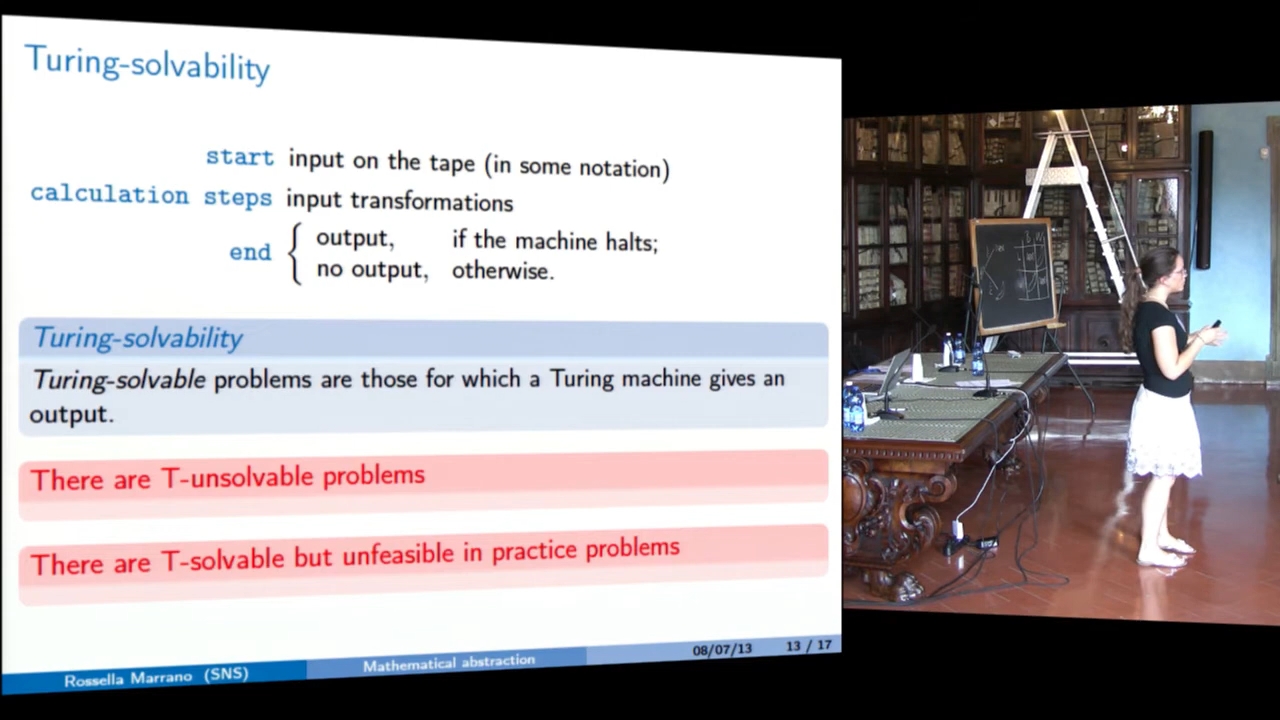 Turing-solvability
start input on the tape (in some notation)
calculation steps input transformations
end { output, if the machine halts;
no output, otherwise.
Turing-solvability
Turing-solvable problems are those for which a Turing machine gives an
output.
There are T-unsolvable problems
There are T-solvable but unfeasible in practice problems
Rossella Marrano (SNS) Mathematical abstraction 08/07/13 13 / 17